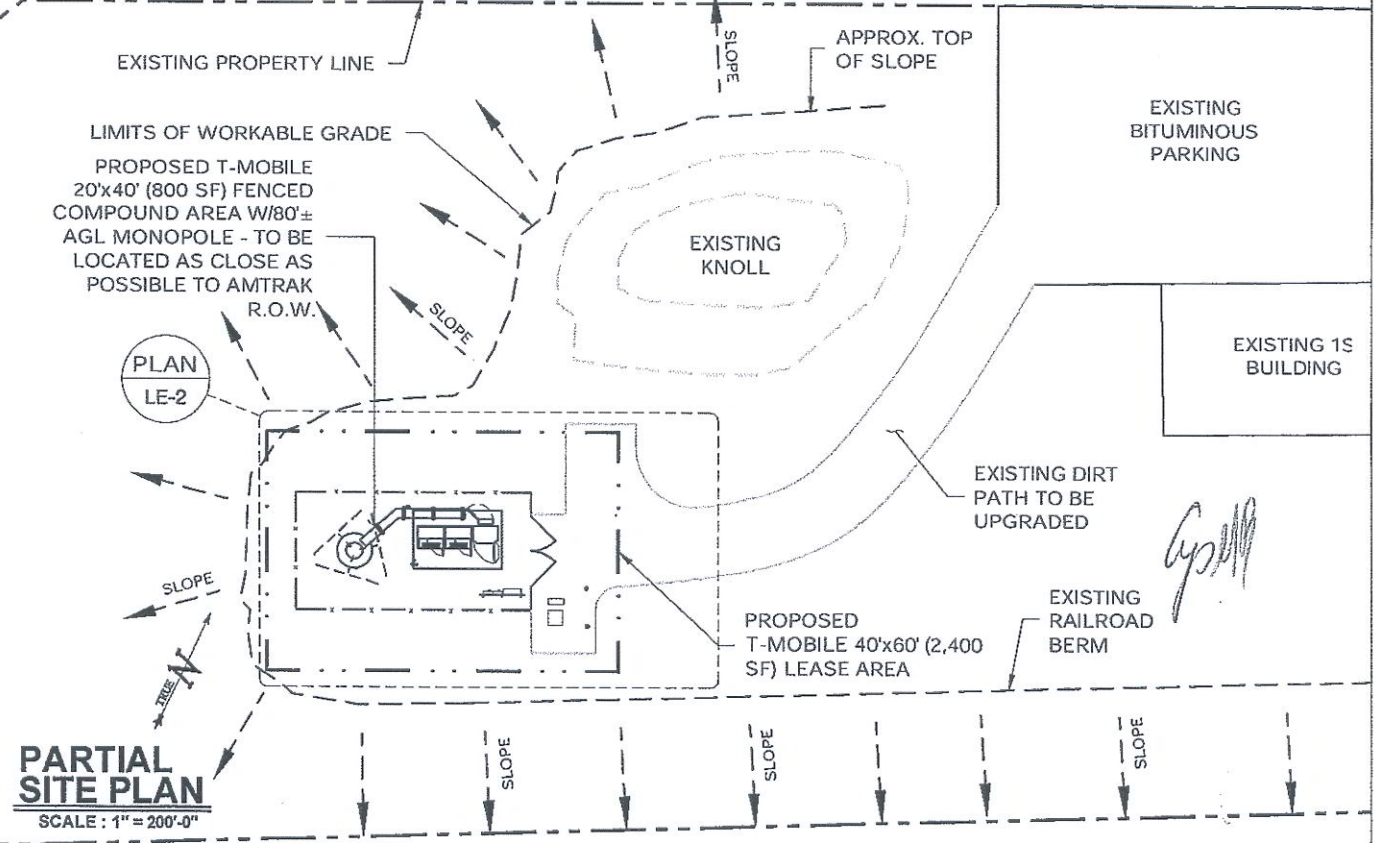 EXISTING PROPERTY LINE
SLOPE
APPROX. TOP
OF SLOPE
EXISTING
BITUMINOUS
PARKING
LIMITS OF WORKABLE GRADE
PROPOSED T-MOBILE
20'x40' (800 SF) FENCED
COMPOUND AREA W/80'±
AGL MONOPOLE - TO BE
LOCATED AS CLOSE AS
POSSIBLE TO AMTRAK
R.O.W.
EXISTING
KNOLL
SLOPE
PLAN
LE-2
EXISTING 1S
BUILDING
EXISTING DIRT
PATH TO BE
UPGRADED
SLOPE
EXISTING
RAILROAD
BERM
PROPOSED
T-MOBILE 40'x60' (2,400
SF) LEASE AREA
TRUE N
SLOPE
SLOPE
SLOPE
PARTIAL
SITE PLAN
SCALE : 1" = 200'-0"